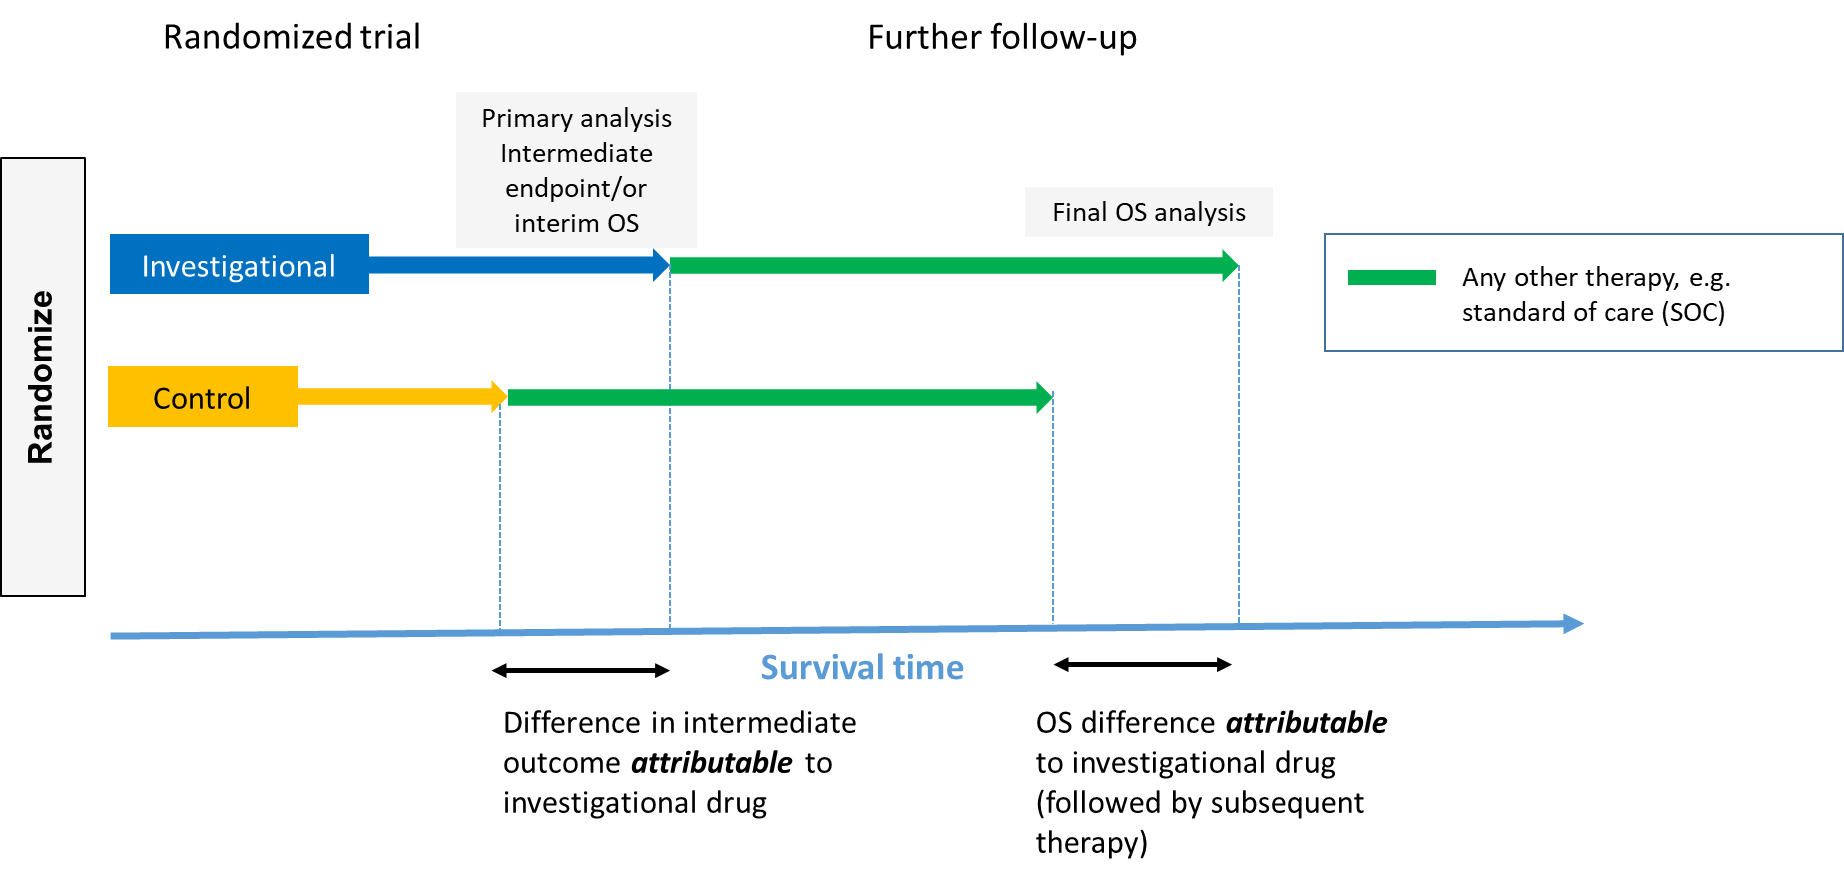 Randomized trial
Further follow-up
Primary analysis
Intermediate
endpoint/or
interim OS
Final OS analysis
Randomize
Investigational
Any other therapy, e.g.
standard of care (SOC)
Control
Survival time
Difference in intermediate
outcome attributable to
investigational drug
OS difference attributable
to investigational drug
(followed by subsequent
therapy)